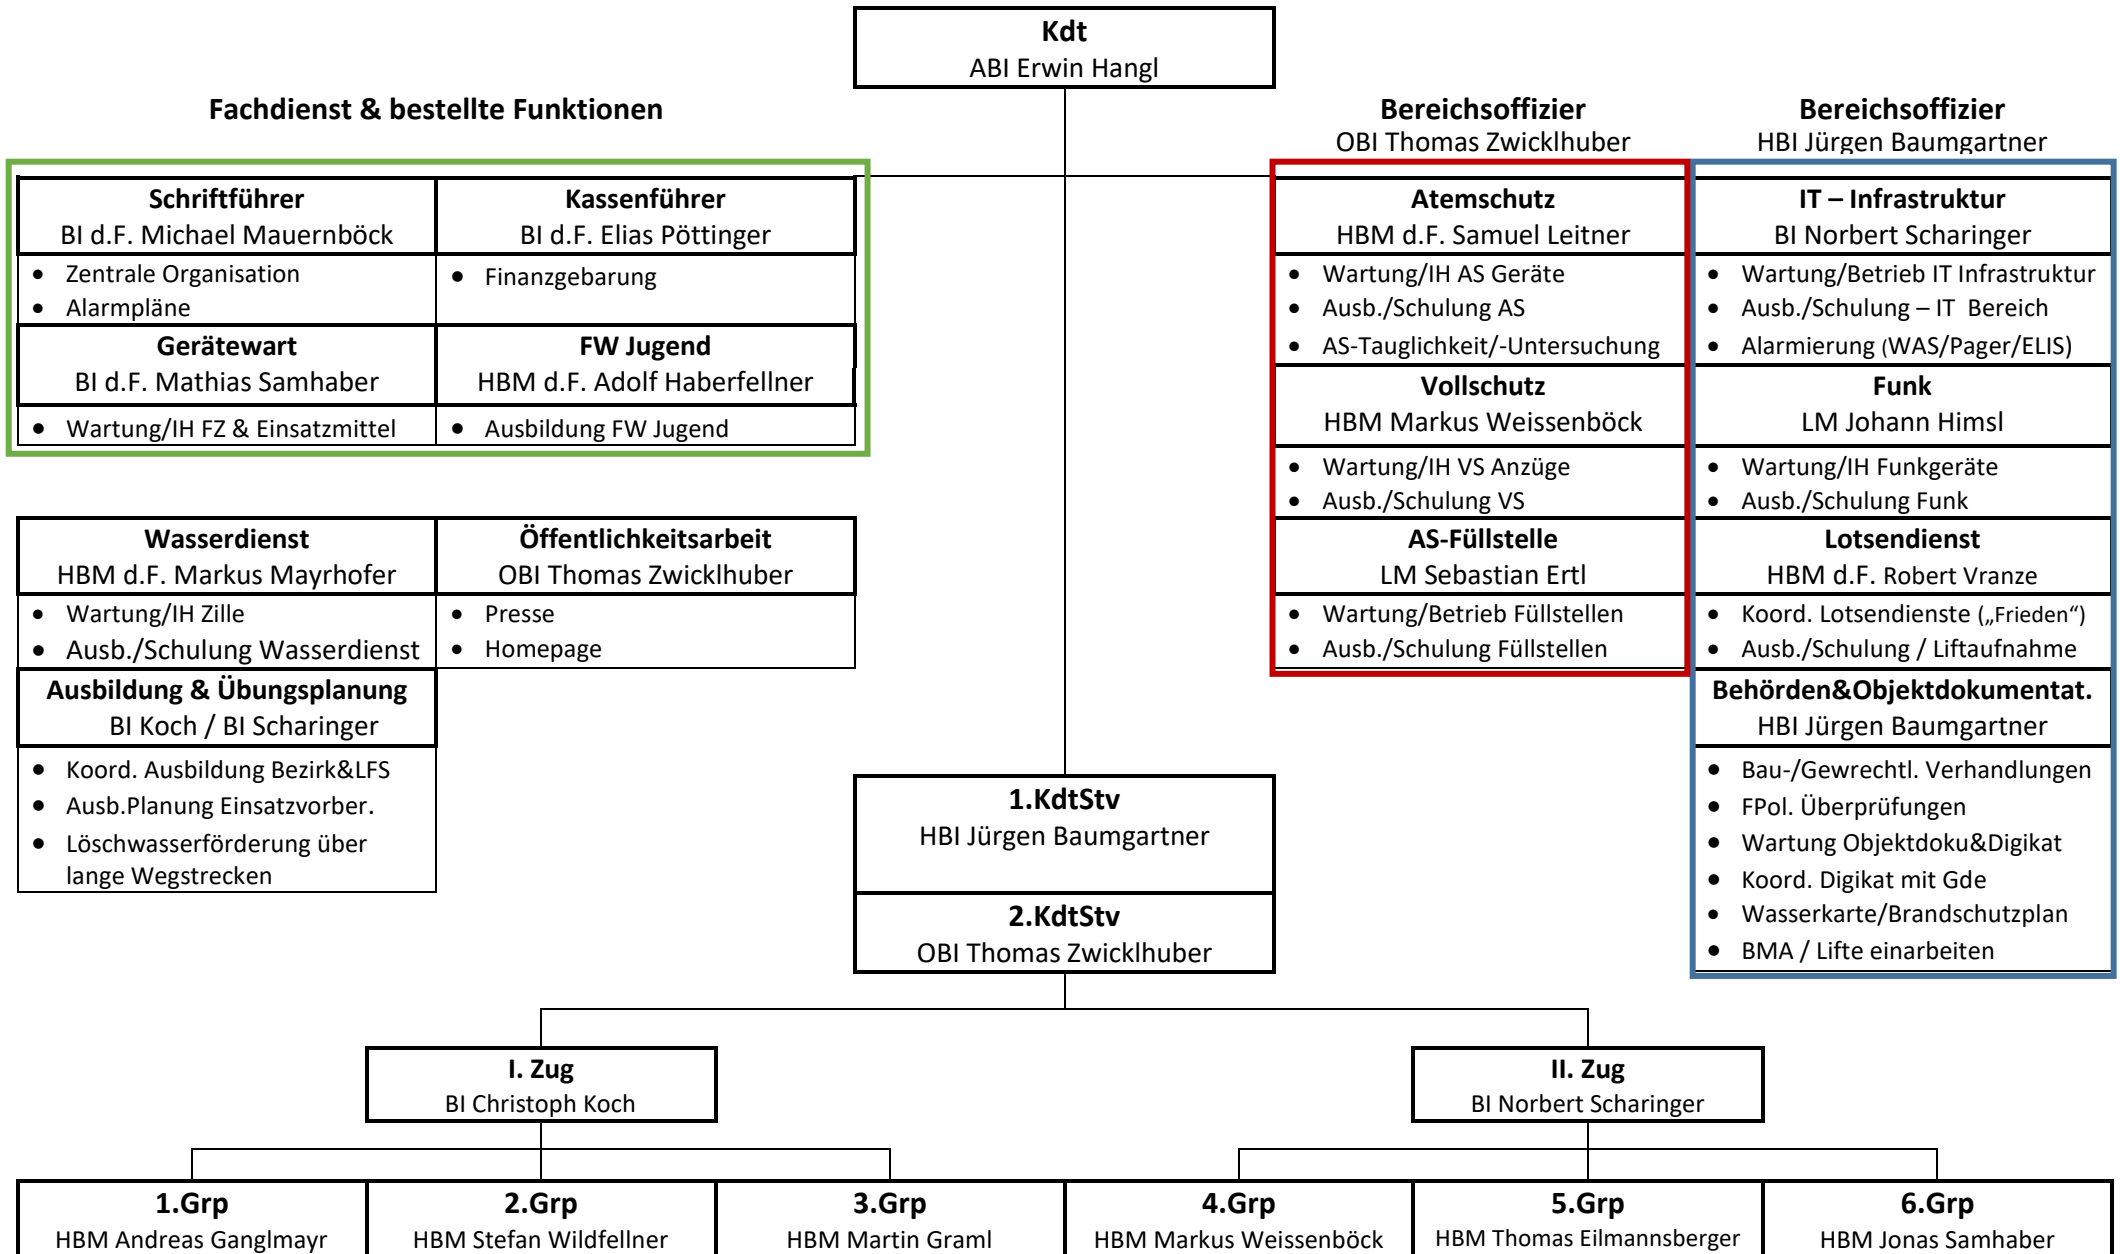 Kdt
ABI Erwin Hangl
Fachdienst & bestellte Funktionen
Schriftführer
BI d.F. Michael Mauernböck
• Zentrale Organisation
• Alarmpläne
Kassenführer
BI d.F. Elias Pöttinger
• Finanzgebarung
Gerätewart
BI d.F. Mathias Samhaber
• Wartung/IH FZ & Einsatzmittel
FW Jugend
HBM d.F. Adolf Haberfellner
• Ausbildung FW Jugend
Wasserdienst
HBM d.F. Markus Mayrhofer
• Wartung/IH Zille
• Ausb./Schulung Wasserdienst
Öffentlichkeitsarbeit
OBI Thomas Zwicklhuber
• Presse
• Homepage
Ausbildung & Übungsplanung
BI Koch / BI Scharinger
• Koord. Ausbildung Bezirk&LFS
• Ausb.Planung Einsatzvorber.
• Löschwasserförderung über
lange Wegstrecken
Bereichsoffizier
OBI Thomas Zwicklhuber
Atemschutz
HBM d.F. Samuel Leitner
• Wartung/IH AS Geräte
• Ausb./Schulung AS
• AS-Tauglichkeit/-Untersuchung
Vollschutz
HBM Markus Weissenböck
• Wartung/IH VS Anzüge
• Ausb./Schulung VS
AS-Füllstelle
LM Sebastian Ertl
• Wartung/Betrieb Füllstellen
• Ausb./Schulung Füllstellen
Bereichsoffizier
HBI Jürgen Baumgartner
IT – Infrastruktur
BI Norbert Scharinger
• Wartung/Betrieb IT Infrastruktur
• Ausb./Schulung – IT Bereich
• Alarmierung (WAS/Pager/ELIS)
Funk
LM Johann Himsl
• Wartung/IH Funkgeräte
• Ausb./Schulung Funk
Lotsendienst
HBM d.F. Robert Vranze
• Koord. Lotsendienste („Frieden“)
• Ausb./Schulung / Liftaufnahme
Behörden&Objektdokumentat.
HBI Jürgen Baumgartner
• Bau-/Gewrechtl. Verhandlungen
• FPol. Überprüfungen
• Wartung Objektdoku&Digikat
• Koord. Digikat mit Gde
• Wasserkarte/Brandschutzplan
• BMA / Lifte einarbeiten
1.KdtStv
HBI Jürgen Baumgartner
2.KdtStv
OBI Thomas Zwicklhuber
I. Zug
BI Christoph Koch
II. Zug
BI Norbert Scharinger
1.Grp
HBM Andreas Ganglmayr
2.Grp
HBM Stefan Wildfellner
3.Grp
HBM Martin Graml
4.Grp
HBM Markus Weissenböck
5.Grp
HBM Thomas Eilmannsberger
6.Grp
HBM Jonas Samhaber